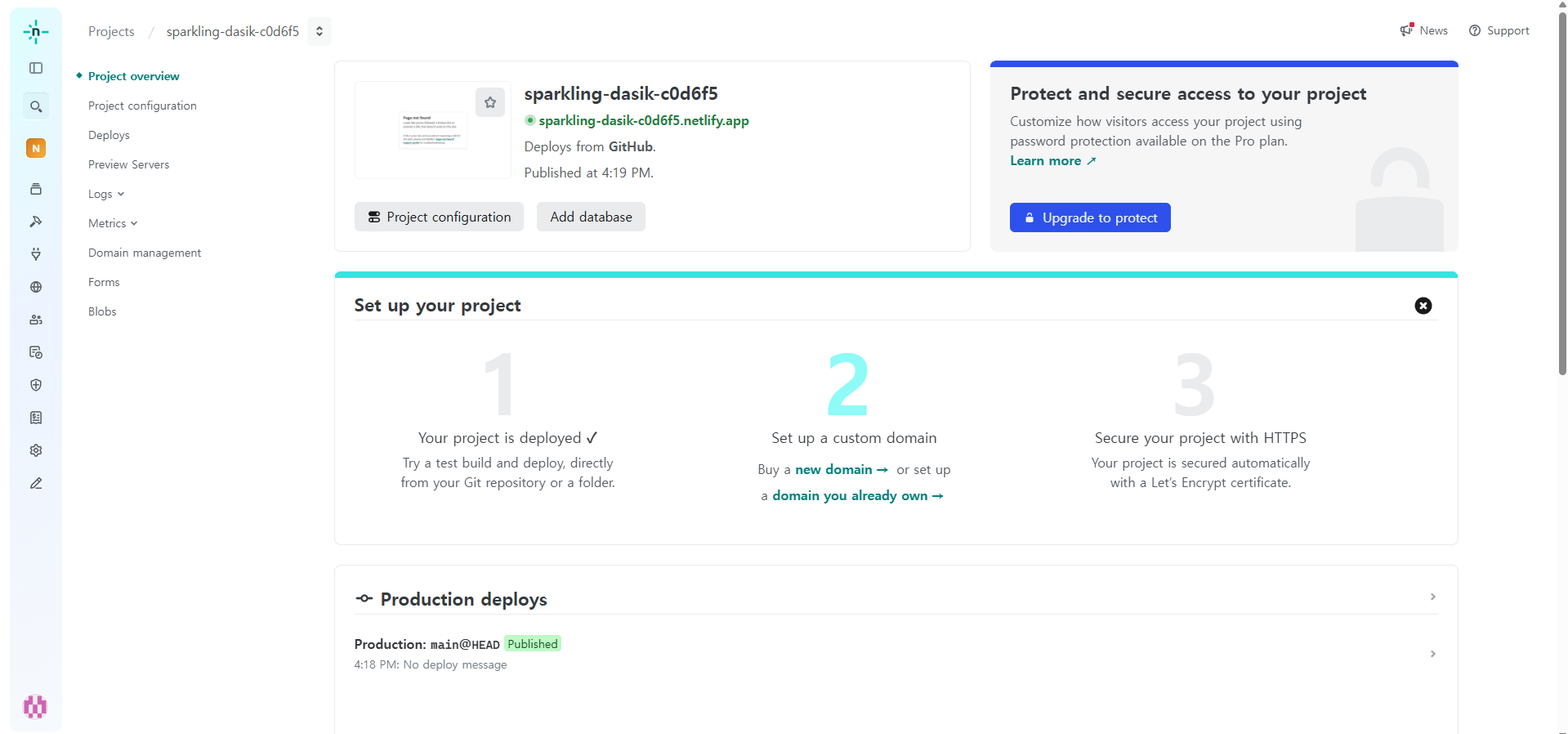 Projects / sparkling-dasik-c0d6f5
News
Support
Project overview
Project configuration
Deploys
Preview Servers
Logs
Metrics
Domain management
Forms
Blobs
N
Page not found
sparkling-dasik-c0d6f5
sparkling-dasik-c0d6f5.netlify.app
Deploys from GitHub.
Published at 4:19 PM.
Project configuration
Add database
Protect and secure access to your project
Customize how visitors access your project using
password protection available on the Pro plan.
Learn more ↗
Upgrade to protect
Set up your project
1
Your project is deployed ✓
Try a test build and deploy, directly
from your Git repository or a folder.
2
Set up a custom domain
Buy a new domain → or set up
a domain you already own →
3
Secure your project with HTTPS
Your project is secured automatically
with a Let’s Encrypt certificate.
Production deploys
Production: main@HEAD Published
4:18 PM: No deploy message